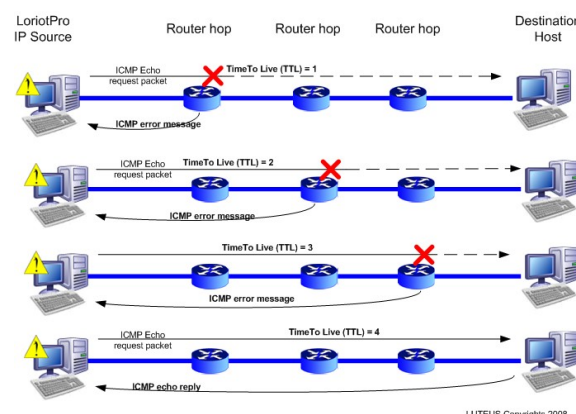 LoriotPro
IP Source
Router hop
Router hop
Router hop
Destination
Host
ICMP Echo
request packet
TimeTo Live (TTL) = 1
ICMP error message
ICMP Echo
request packet
TimeTo Live (TTL) = 2
ICMP error message
TimeTo Live (TTL) = 3
ICMP error message
ICMP Echo
request packet
TimeTo Live (TTL) = 4
ICMP echo reply
LUTEUS Copyrights 2008